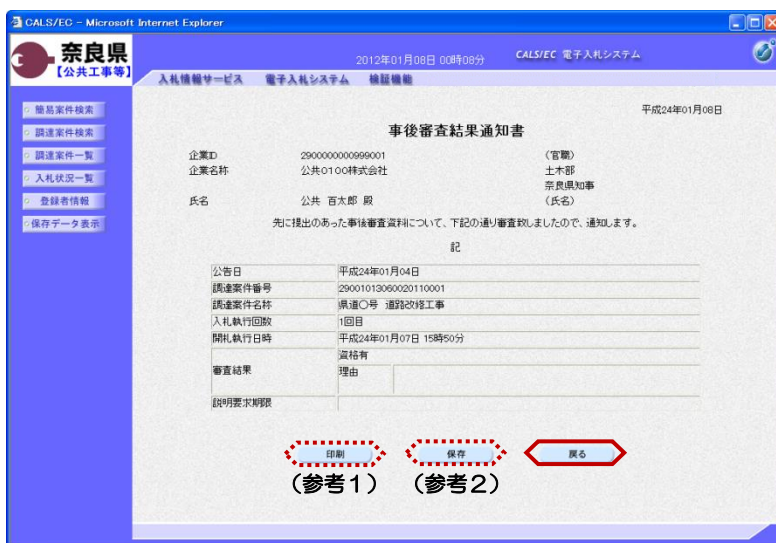 CALS/EC - Microsoft Internet Explorer
奈良県
【公共工事等】
2012年01月08日 00時08分
CALS/EC 電子入札システム
入札情報サービス 電子入札システム 検証機能
簡易案件検索
調達案件検索
調達案件一覧
入札状況一覧
登録者情報
保存データ表示
平成24年01月08日
事後審査結果通知書
企業ID 2900000000999001 (官職)
企業名称 公共0100株式会社 土木部
奈良県知事
氏名 公共 百太郎 殿 (氏名)
先に提出のあった事後審査資料について、下記の通り審査致しましたので、通知します。
記
公告日 平成24年01月04日
調達案件番号 29001013060020110001
調達案件名称 県道〇号 道路改修工事
入札執行回数 1回目
開札執行日時 平成24年01月07日 15時50分
審査結果 資格有
理由
説明要求期限
印刷 保存 戻る
(参考1) (参考2)